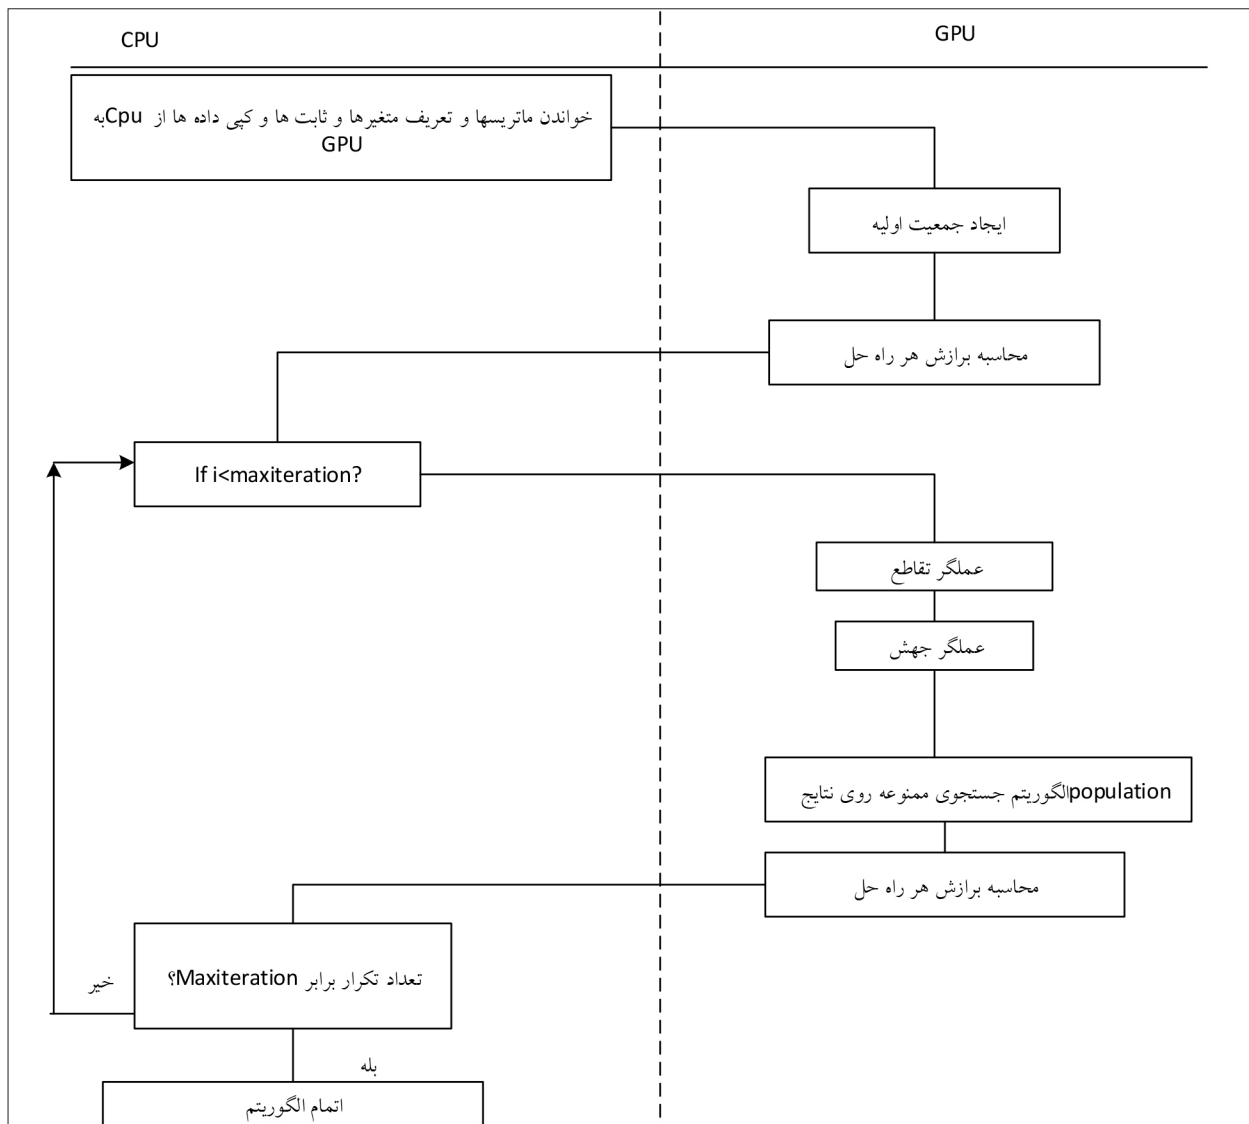 CPU
GPU
خواندن ماتریسها و تعریف متغیرها و ثابت ها و کپی داده ها از Cpuبه
GPU
ایجاد جمعیت اولیه
محاسبه برازش هر راه حل
If i<maxiteration?
عملگر تقاطع
عملگر جهش
الگوریتم جستجوی ممنوعه روی نتایج population
محاسبه برازش هر راه حل
تعداد تکرار برابر Maxiteration؟
خیر
بله
اتمام الگوریتم